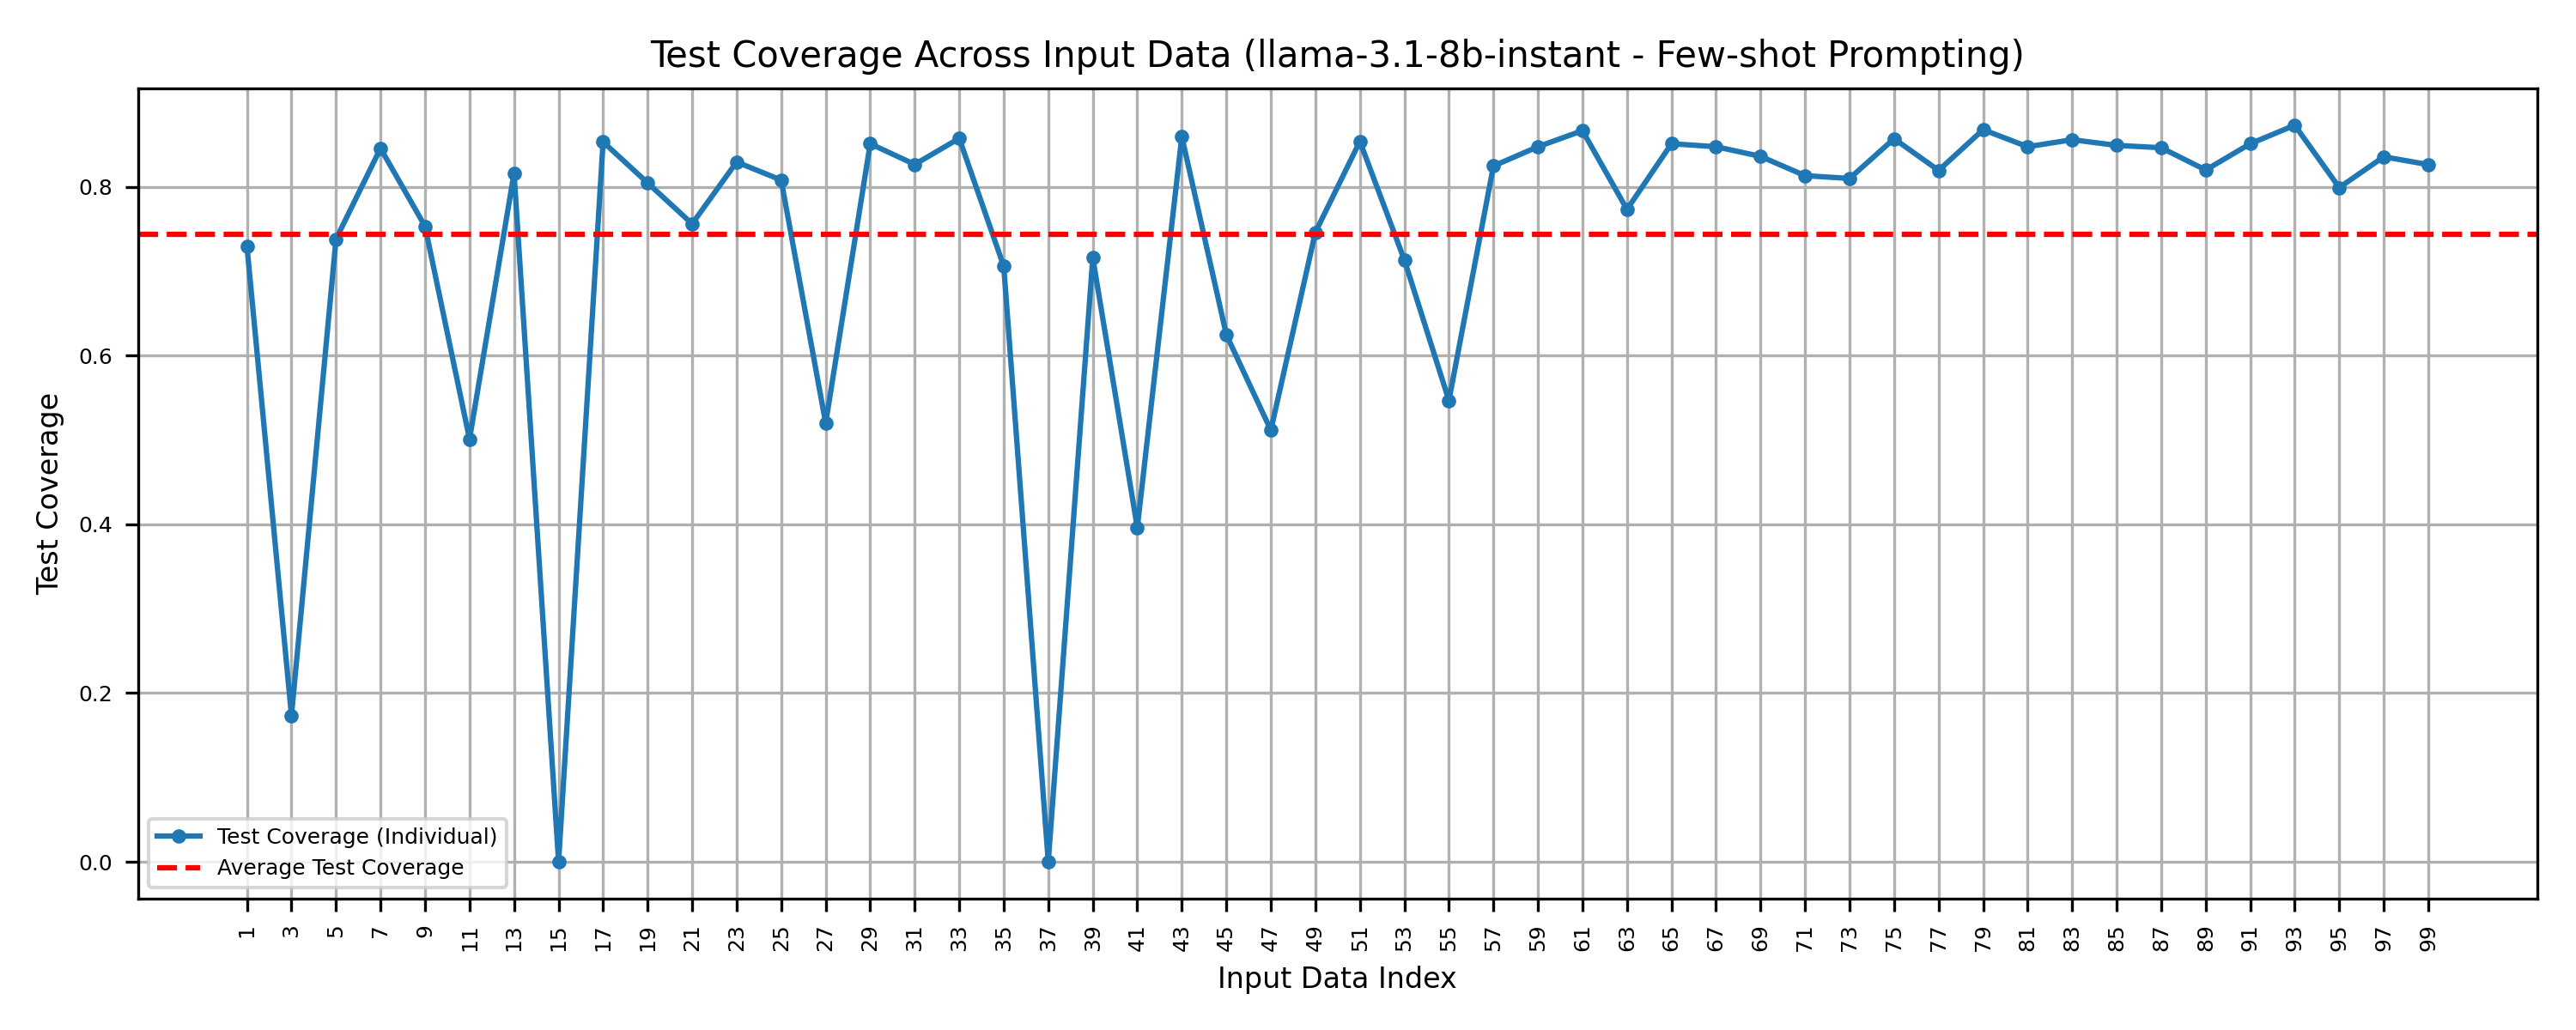 Test Coverage Across Input Data (llama-3.1-8b-instant - Few-shot Prompting)
Test Coverage
0.8
0.6
0.4
0.2
0.0
Test Coverage (Individual)
Average Test Coverage
1 3 5 7 9 11 13 15 17 19 21 23 25 27 29 31 33 35 37 39 41 43 45 47 49 51 53 55 57 59 61 63 65 67 69 71 73 75 77 79 81 83 85 87 89 91 93 95 97 99
Input Data Index